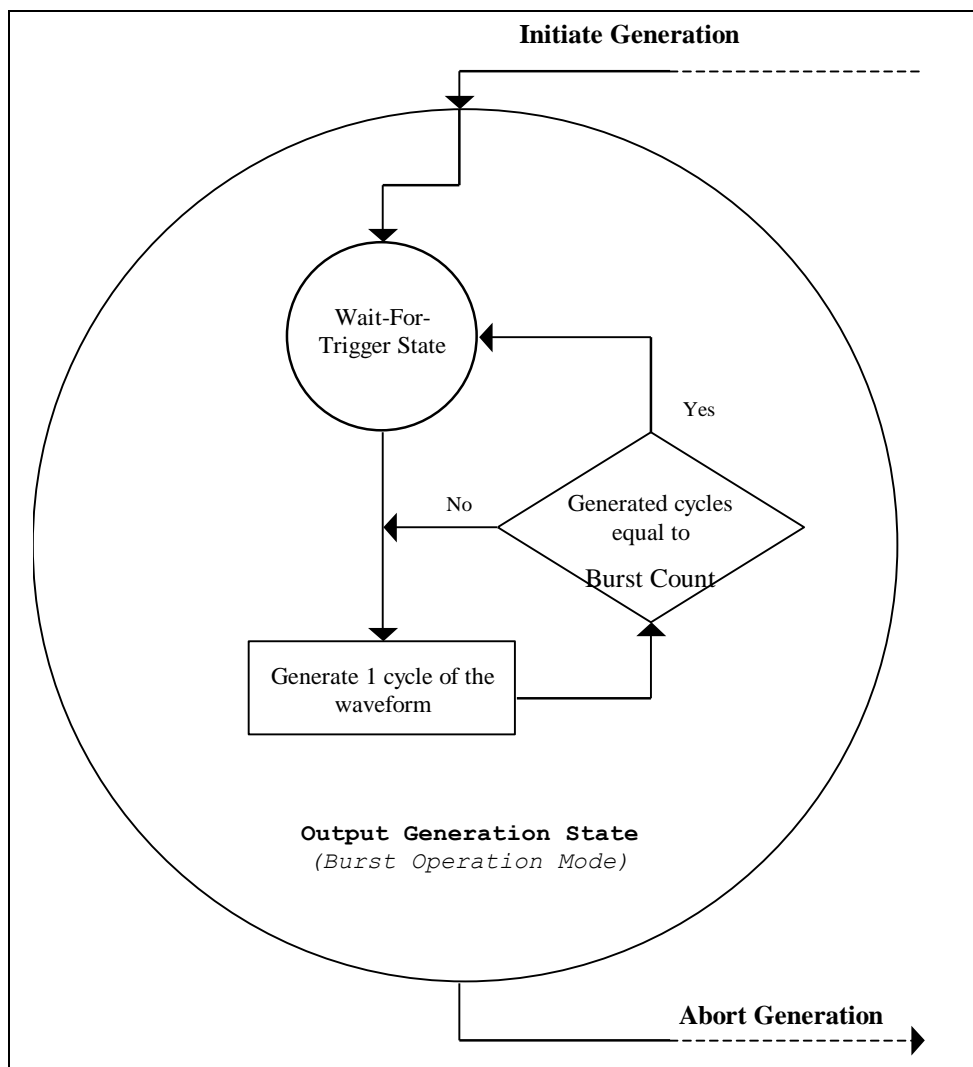 Initiate Generation
Wait-For-
Trigger State
Yes
No
Generated cycles
equal to
Burst Count
Generate 1 cycle of the
waveform
Output Generation State
(Burst Operation Mode)
Abort Generation